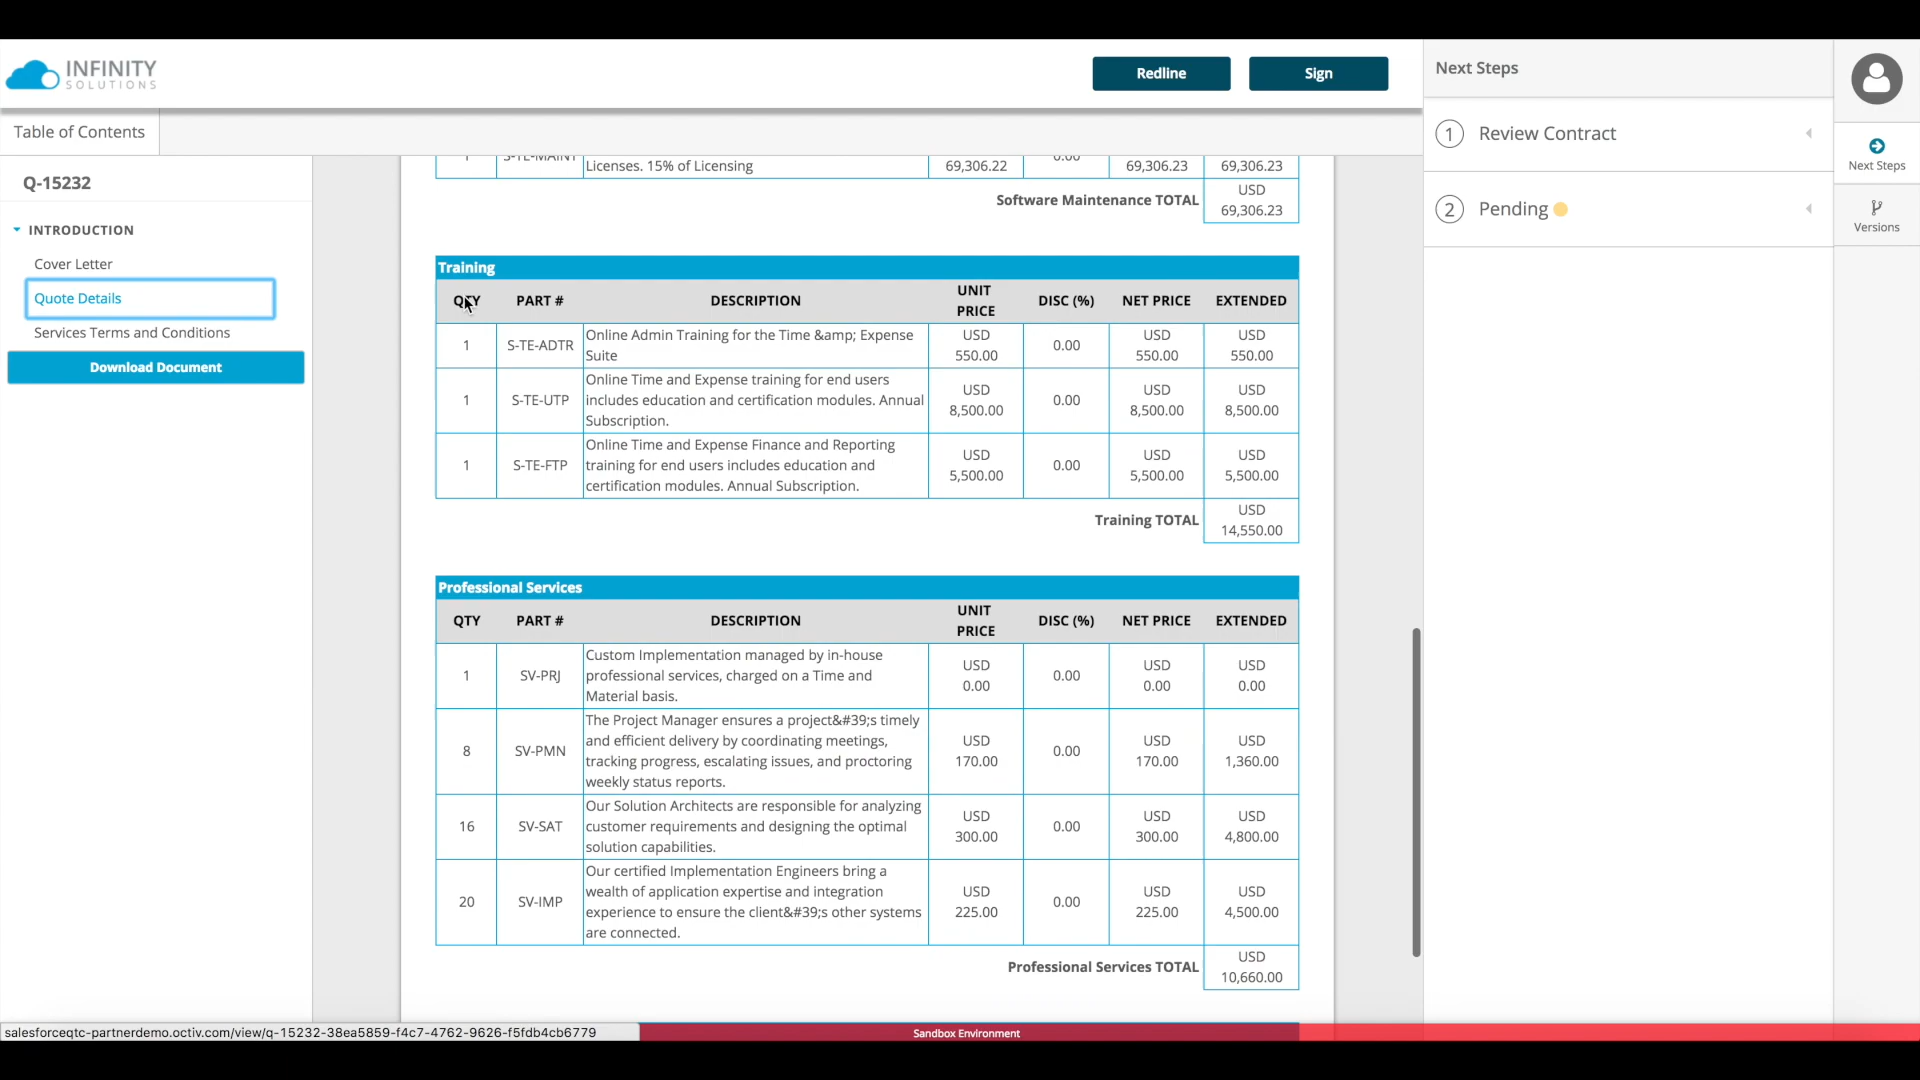 INFINITY
SOLUTIONS
Redline
Sign
Next Steps
Table of Contents
Q-15232
INTRODUCTION
Cover Letter
Quote Details
Services Terms and Conditions
Download Document
1 Review Contract
2 Pending
Next Steps
Versions
1 S-TE-MAINT Licenses. 15% of Licensing 69,306.22 0.00 69,306.23 69,306.23
Software Maintenance TOTAL USD
69,306.23
Training
QTY PART # DESCRIPTION UNIT
PRICE DISC (%) NET PRICE EXTENDED
1 S-TE-ADTR Online Admin Training for the Time &amp;amp; Expense
Suite USD
550.00 0.00 USD
550.00 USD
550.00
1 S-TE-UTP Online Time and Expense training for end users
includes education and certification modules. Annual
Subscription. USD
8,500.00 0.00 USD
8,500.00 USD
8,500.00
1 S-TE-FTP Online Time and Expense Finance and Reporting
training for end users includes education and
certification modules. Annual Subscription. USD
5,500.00 0.00 USD
5,500.00 USD
5,500.00
Training TOTAL USD
14,550.00
Professional Services
QTY PART # DESCRIPTION UNIT
PRICE DISC (%) NET PRICE EXTENDED
1 SV-PRJ Custom Implementation managed by in-house
professional services, charged on a Time and
Material basis. USD
0.00 0.00 USD
0.00 USD
0.00
8 SV-PMN The Project Manager ensures a project&#39;s timely
and efficient delivery by coordinating meetings,
tracking progress, escalating issues, and proctoring
weekly status reports. USD
170.00 0.00 USD
170.00 USD
1,360.00
16 SV-SAT Our Solution Architects are responsible for analyzing
customer requirements and designing the optimal
solution capabilities. USD
300.00 0.00 USD
300.00 USD
4,800.00
20 SV-IMP Our certified Implementation Engineers bring a
wealth of application expertise and integration
experience to ensure the client&#39;s other systems
are connected. USD
225.00 0.00 USD
225.00 USD
4,500.00
Professional Services TOTAL USD
10,660.00
salesforceqtc-partnerdemo.octiv.com/view/q-15232-38ea5859-f4c7-4762-9626-f5fdb4cb6779
Sandbox Environment